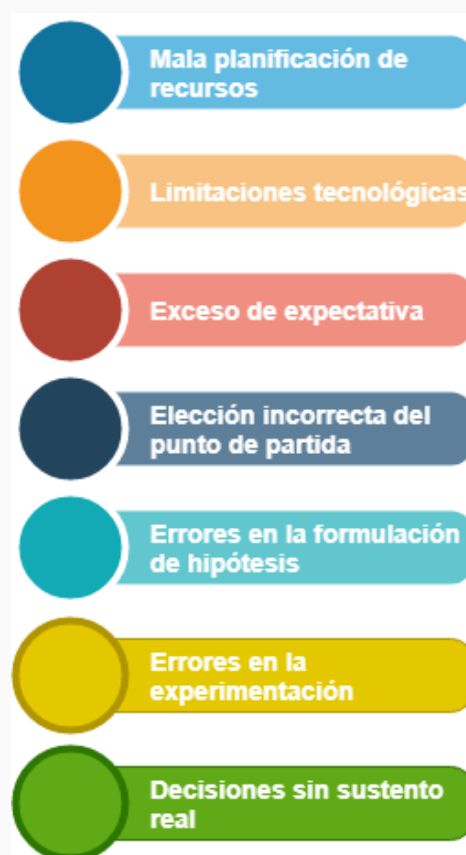 Mala planificación de
recursos
Limitaciones tecnológicas
Exceso de expectativa
Elección incorrecta del
punto de partida
Errores en la formulación
de hipótesis
Errores en la
experimentación
Decisiones sin sustento
real